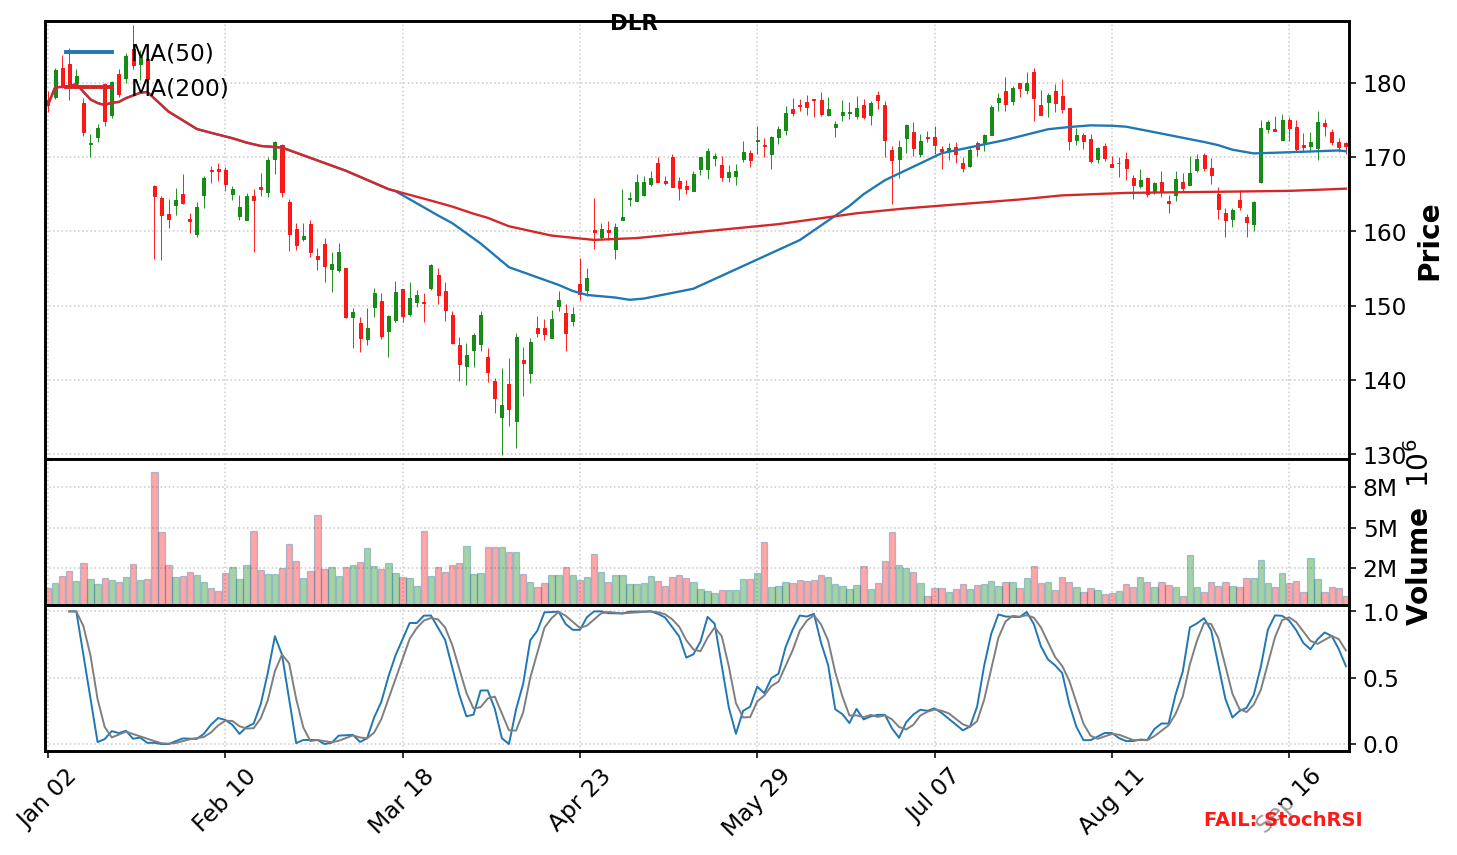 DLR
MA(50)
MA(200)
180
170
160
150
140
130
Price
10^6
8M
5M
2M
Volume
1.0
0.5
0.0
Jan 02
Feb 10
Mar 18
Apr 23
May 29
Jul 07
Aug 11
Sep 16
FAIL: StochRSI